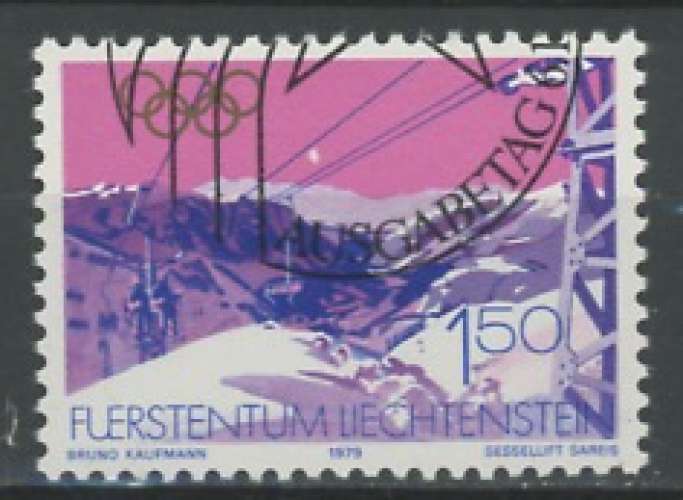 AUSGABETAG
1.50
FUERSTENTUM LIECHTENSTEIN
BRUNO KAUFMANN 1979 SESSELLIFT SAREIS